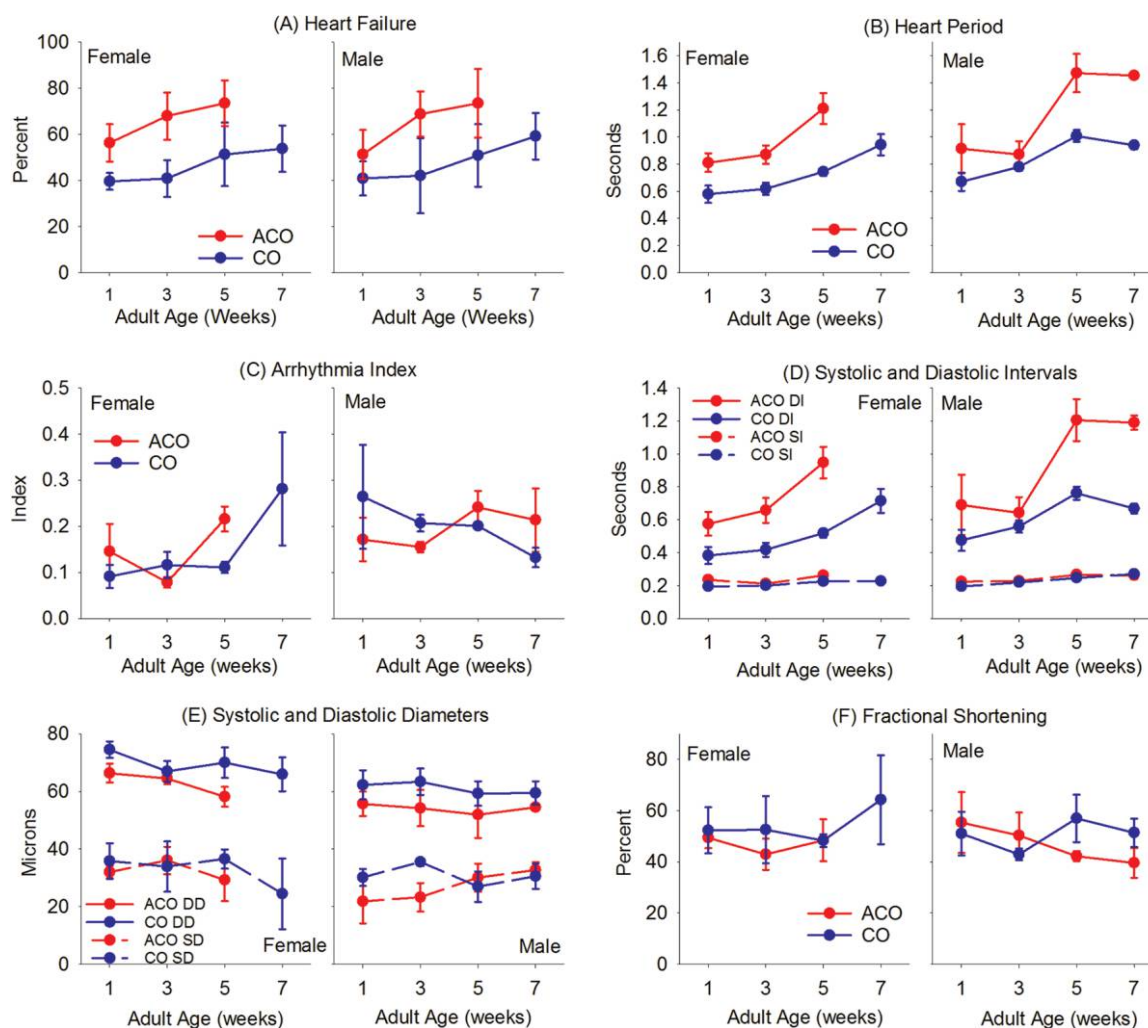 (A) Heart Failure
Female
Male
100
80
60
40
20
0
Percent
ACO
CO
1 3 5 7
1 3 5 7
Adult Age (Weeks)
Adult Age (Weeks)
(B) Heart Period
Female
Male
1.6
1.4
1.2
1.0
0.8
0.6
0.4
0.2
0.0
Seconds
ACO
CO
1 3 5 7
1 3 5 7
Adult Age (weeks)
Adult Age (weeks)
(C) Arrhythmia Index
Female
Male
0.5
0.4
0.3
0.2
0.1
0.0
Index
ACO
CO
1 3 5 7
1 3 5 7
Adult Age (weeks)
Adult Age (weeks)
(D) Systolic and Diastolic Intervals
ACO DI
CO DI
ACO SI
CO SI
Female
Male
1.4
1.2
1.0
0.8
0.6
0.4
0.2
0.0
Seconds
1 3 5 7
1 3 5 7
Adult Age (weeks)
Adult Age (weeks)
(E) Systolic and Diastolic Diameters
80
60
40
20
0
Microns
ACO DD
CO DD
ACO SD
CO SD
Female
Male
1 3 5 7
1 3 5 7
Adult Age (weeks)
Adult Age (weeks)
(F) Fractional Shortening
Female
Male
80
60
40
20
0
Percent
ACO
CO
1 3 5 7
1 3 5 7
Adult Age (weeks)
Adult Age (weeks)